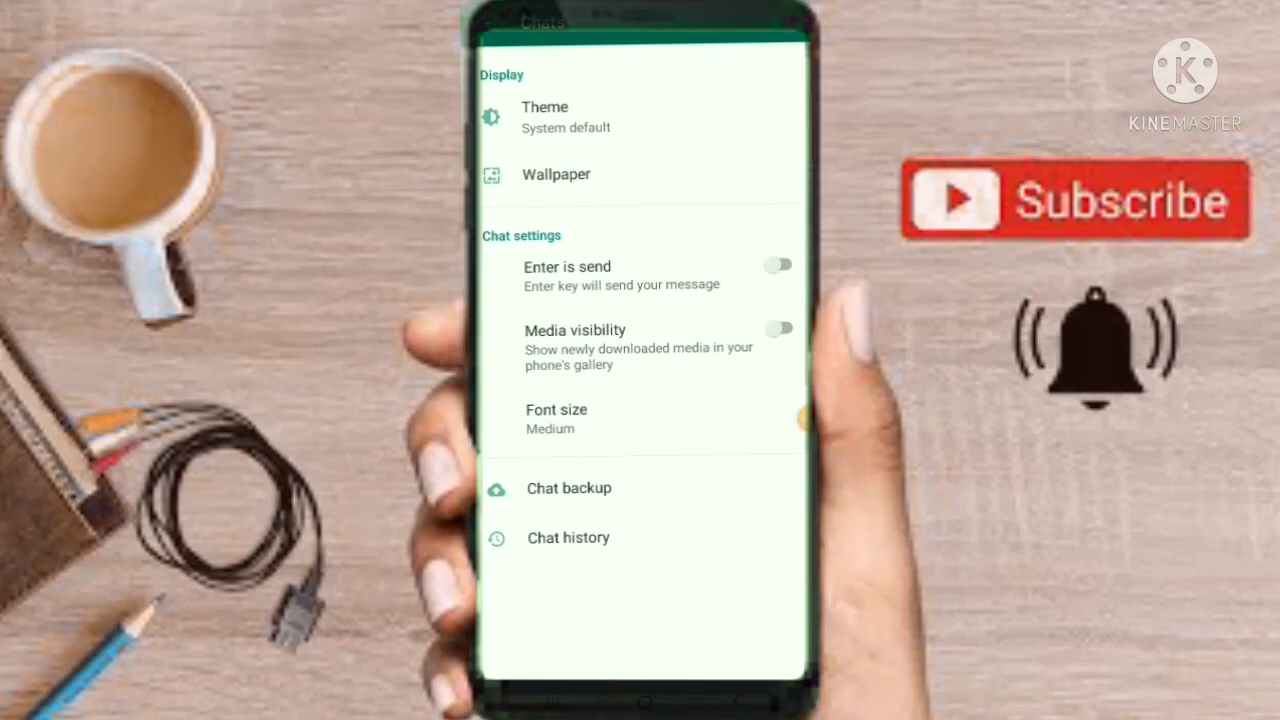 Chats
Display
Theme
System default
Wallpaper
Chat settings
Enter is send
Enter key will send your message
Media visibility
Show newly downloaded media in your
phone's gallery
Font size
Medium
Chat backup
Chat history
K
KINEMASTER
Subscribe